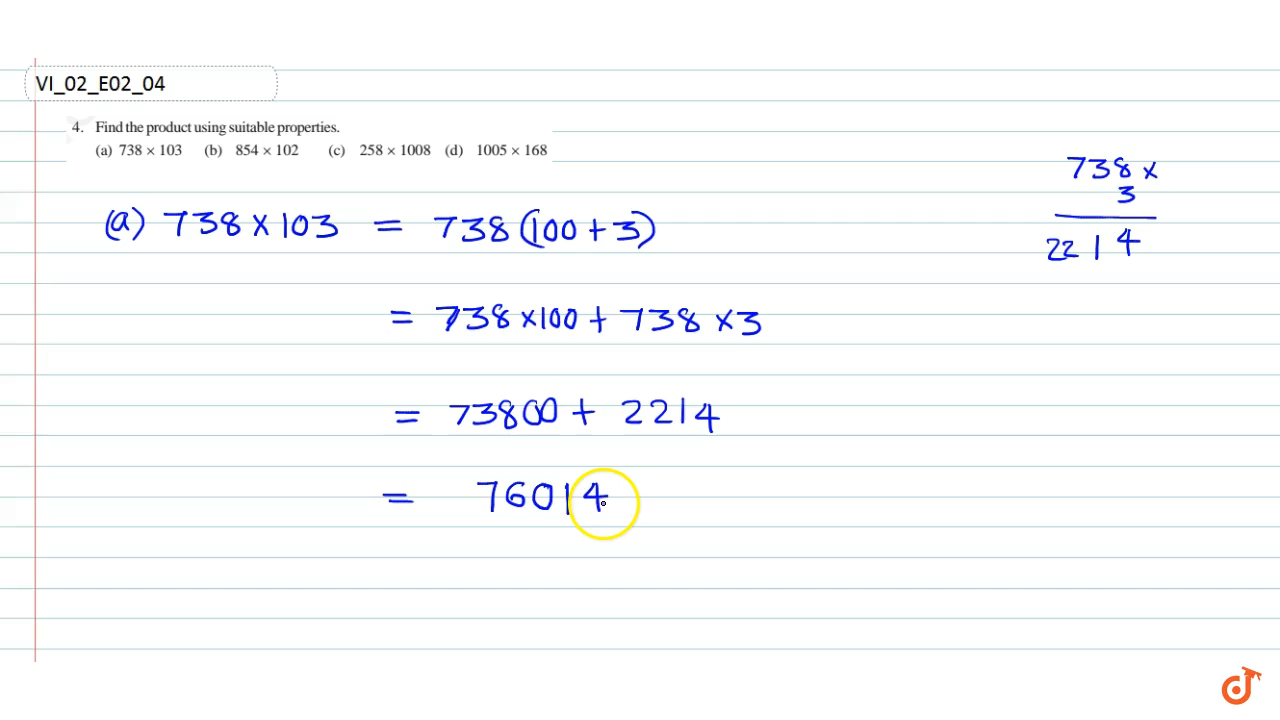 VI_02_E02_04
4. Find the product using suitable properties.
(a) 738 × 103 (b) 854 × 102 (c) 258 × 1008 (d) 1005 × 168
(a) 738 × 103 = 738 (100 + 3)
= 738 × 100 + 738 × 3
= 73800 + 2214
= 76014
738 ×
3
2214